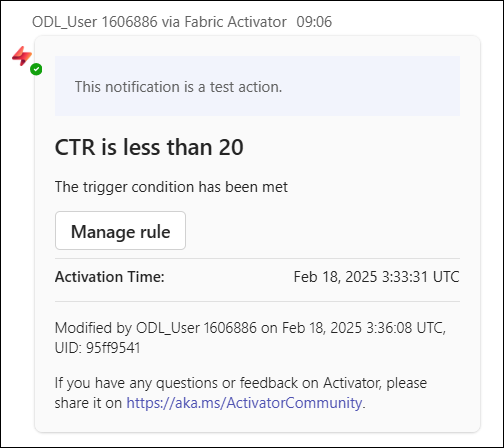 ODL_User 1606886 via Fabric Activator 09:06
This notification is a test action.
CTR is less than 20
The trigger condition has been met
Manage rule
Activation Time: Feb 18, 2025 3:33:31 UTC
Modified by ODL_User 1606886 on Feb 18, 2025 3:36:08 UTC,
UID: 95ff9541
If you have any questions or feedback on Activator, please
share it on https://aka.ms/ActivatorCommunity.